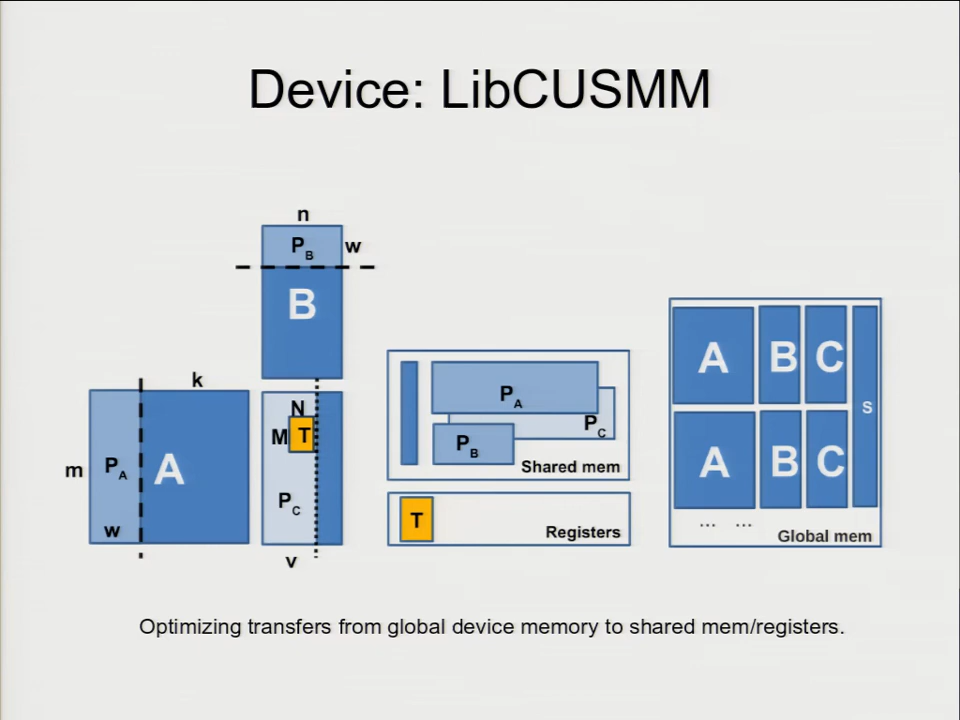 Device: LibCUSMM
n
P_B w
B
k
m P_A A
w
N
M T
P_C
v
P_A
P_C
P_B
Shared mem
T
Registers
A B C
S
A B C
... ...
Global mem
Optimizing transfers from global device memory to shared mem/registers.